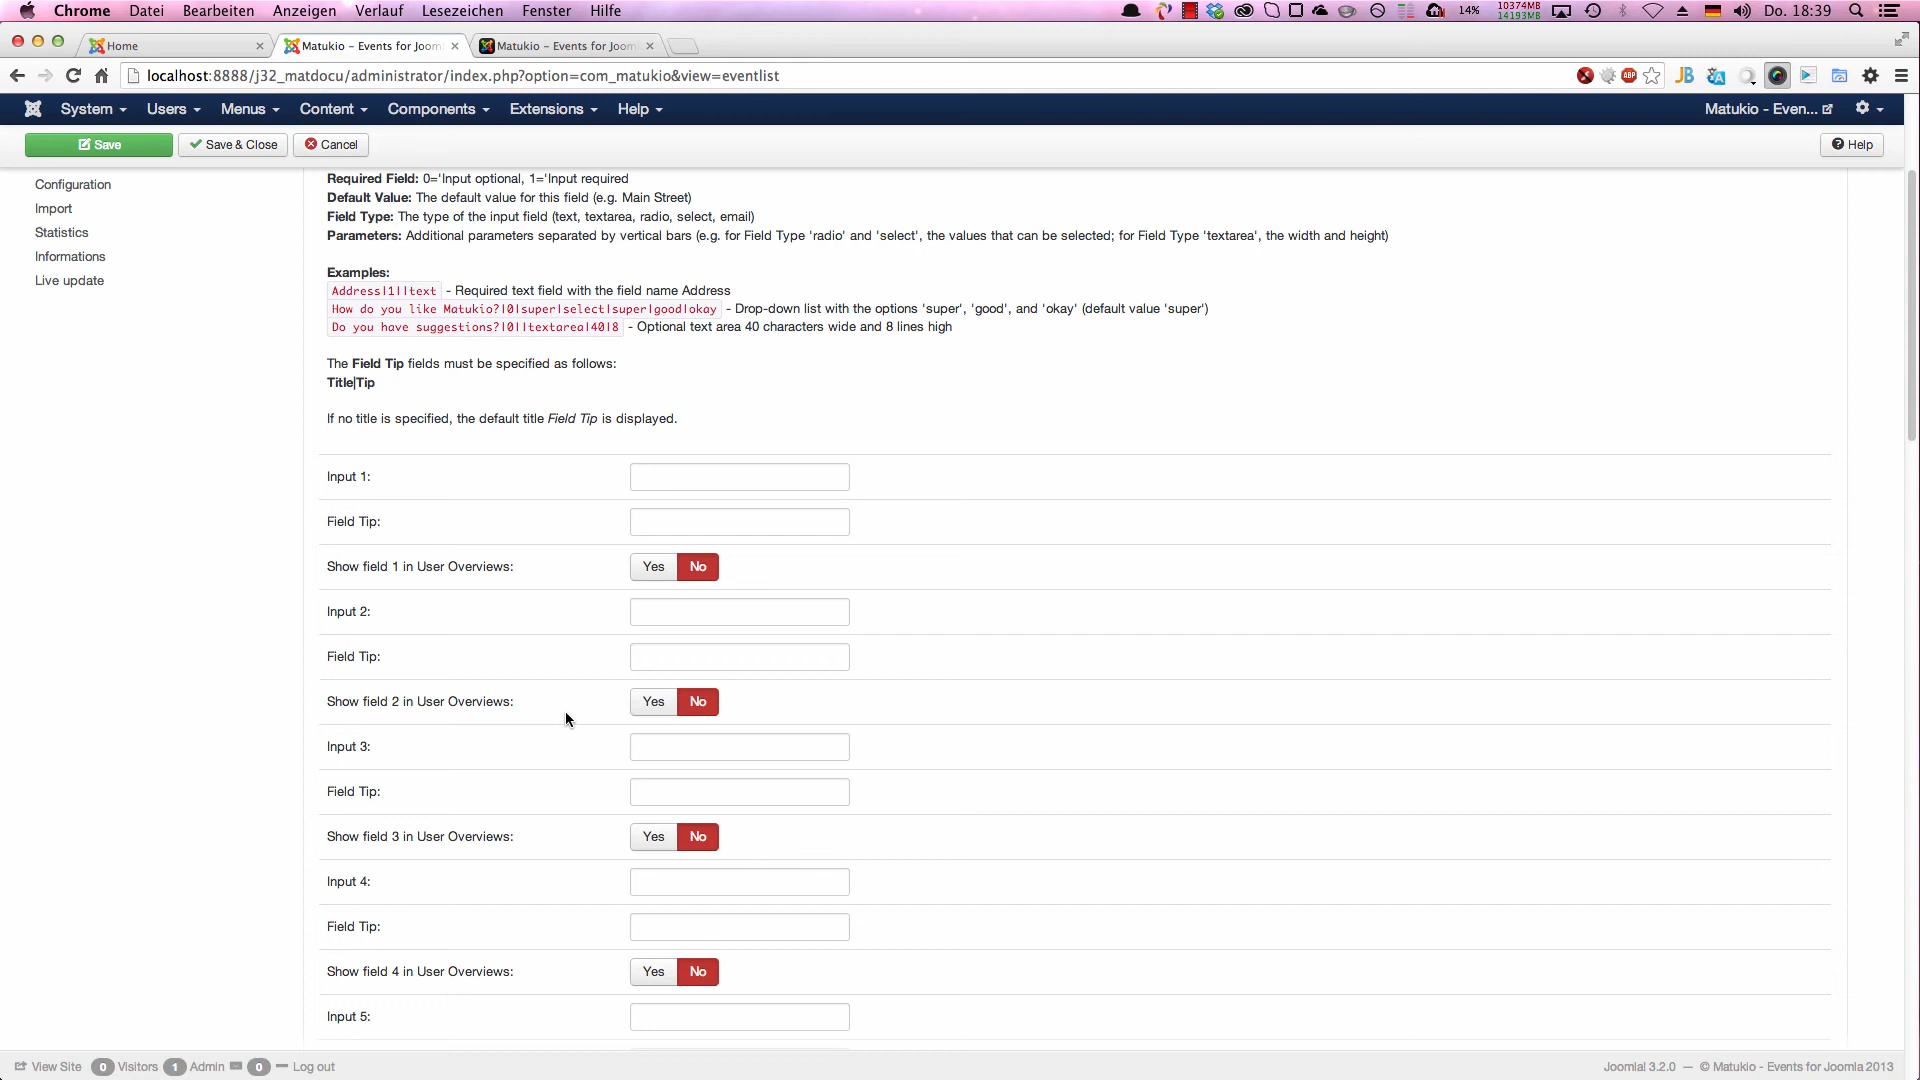 Chrome Datei Bearbeiten Anzeigen Verlauf Lesezeichen Fenster Hilfe 14% 10374MB 14193MB Do. 18:39
Home Matukio – Events for Joom Matukio – Events for Joom
localhost:8888/j32_matdocu/administrator/index.php?option=com_matukio&view=eventlist ABP JB
System Users Menus Content Components Extensions Help Matukio - Even...
Save Save & Close Cancel Help
Configuration
Import
Statistics
Informations
Live update
Required Field: 0='Input optional, 1='Input required
Default Value: The default value for this field (e.g. Main Street)
Field Type: The type of the input field (text, textarea, radio, select, email)
Parameters: Additional parameters separated by vertical bars (e.g. for Field Type 'radio' and 'select', the values that can be selected; for Field Type 'textarea', the width and height)
Examples:
Address|1||text - Required text field with the field name Address
How do you like Matukio?|0|super|select|super|good|okay - Drop-down list with the options 'super', 'good', and 'okay' (default value 'super')
Do you have suggestions?|0||textarea|40|8 - Optional text area 40 characters wide and 8 lines high
The Field Tip fields must be specified as follows:
Title|Tip
If no title is specified, the default title Field Tip is displayed.
Input 1:
Field Tip:
Show field 1 in User Overviews: Yes No
Input 2:
Field Tip:
Show field 2 in User Overviews: Yes No
Input 3:
Field Tip:
Show field 3 in User Overviews: Yes No
Input 4:
Field Tip:
Show field 4 in User Overviews: Yes No
Input 5:
View Site 0 Visitors 1 Admin 0 Log out Joomla! 3.2.0 — © Matukio - Events for Joomla 2013